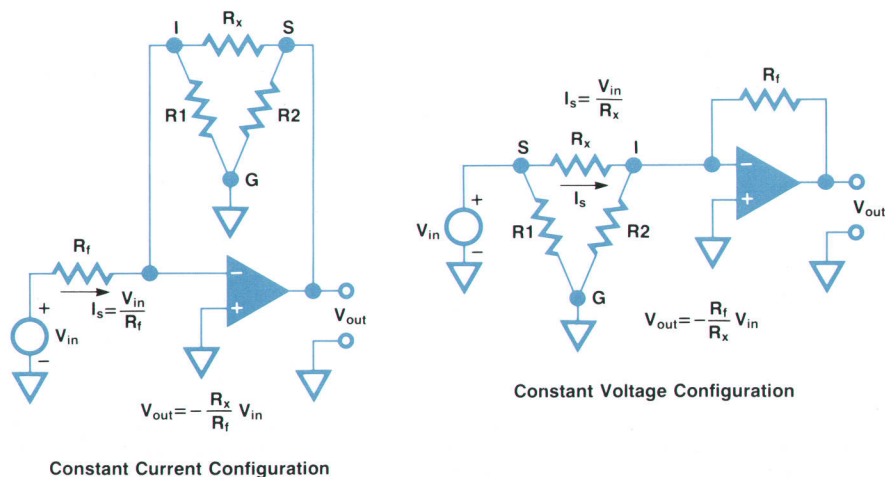 I
Rx
S
R1
R2
G
Rf
+
Vin
−
Is=Vin/Rf
−
+
Vout
Vout=−Rx/Rf Vin
Constant Current Configuration
Is=Vin/Rx
Rf
S
Rx
I
Is
+
Vin
−
R1
R2
G
−
+
Vout
Vout=−Rf/Rx Vin
Constant Voltage Configuration